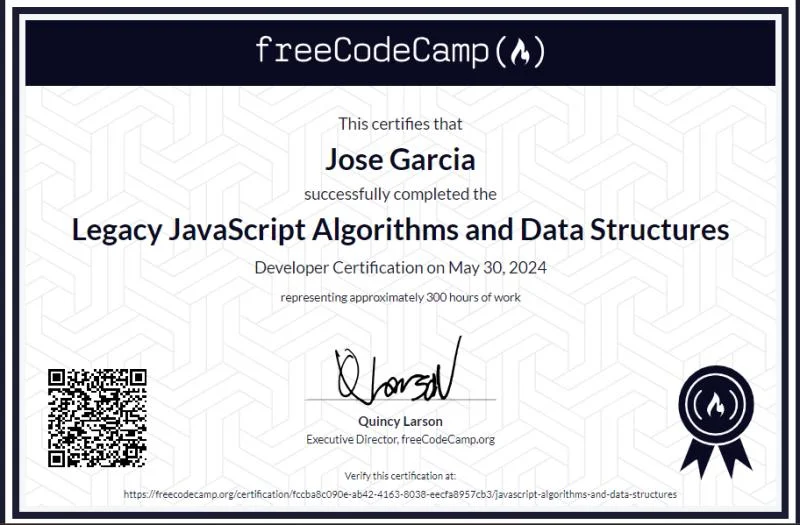 freeCodeCamp
This certifies that
Jose Garcia
successfully completed the
Legacy JavaScript Algorithms and Data Structures
Developer Certification on May 30, 2024
representing approximately 300 hours of work
QLarson
Quincy Larson
Executive Director, freeCodeCamp.org
Verify this certification at:
https://freecodecamp.org/certification/fccba8c090e-ab42-4163-8038-eecfa8957cb3/javascript-algorithms-and-data-structures